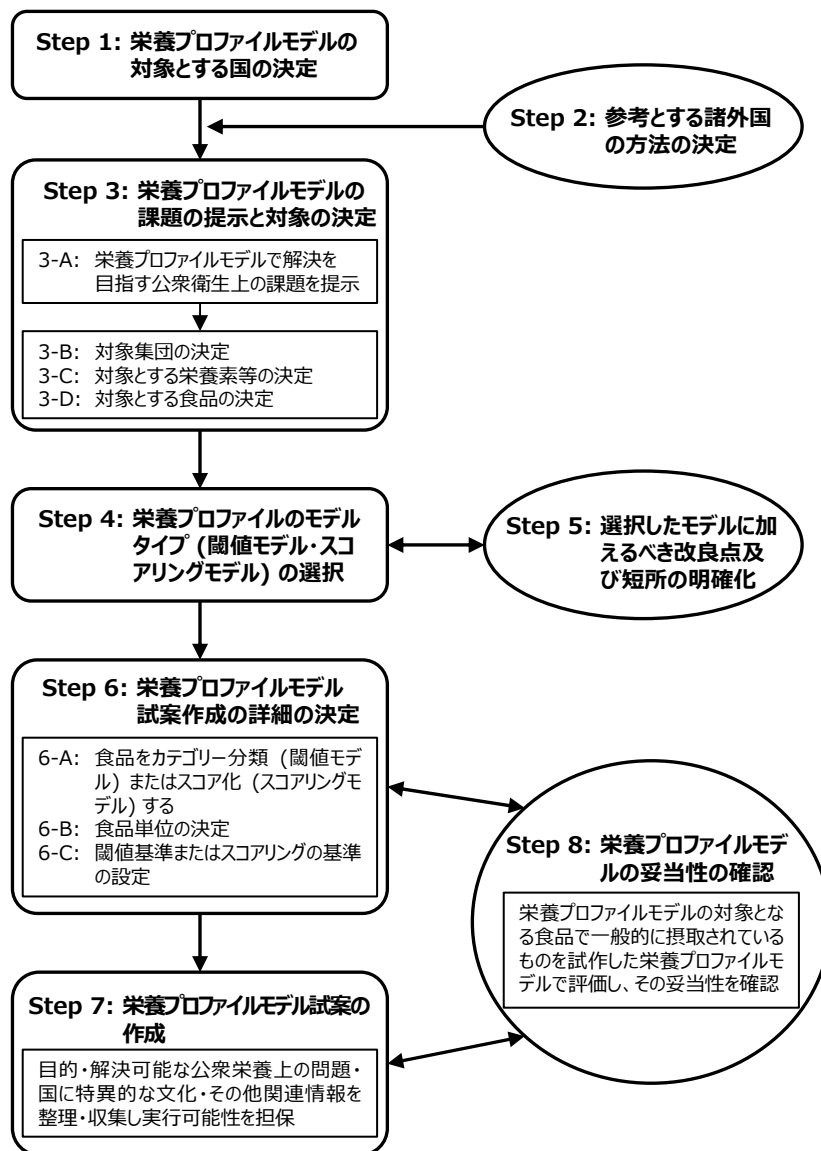 Step 1: 栄養プロファイルモデルの
対象とする国の決定
Step 2: 参考とする諸外国
の方法の決定
Step 3: 栄養プロファイルモデルの
課題の提示と対象の決定
3-A: 栄養プロファイルモデルで解決を
目指す公衆衛生上の課題を提示
3-B: 対象集団の決定
3-C: 対象とする栄養素等の決定
3-D: 対象とする食品の決定
Step 4: 栄養プロファイルのモデル
タイプ (閾値モデル・スコ
アリングモデル) の選択
Step 5: 選択したモデルに加
えるべき改良点及
び短所の明確化
Step 6: 栄養プロファイルモデル
試案作成の詳細の決定
6-A: 食品をカテゴリー分類 (閾値モデ
ル) またはスコア化 (スコアリングモ
デル) する
6-B: 食品単位の決定
6-C: 閾値基準またはスコアリングの基準
の設定
Step 8: 栄養プロファイルモデ
ルの妥当性の確認
栄養プロファイルモデルの対象とな
る食品で一般的に摂取されている
ものを試作した栄養プロファイルモ
デルで評価し、その妥当性を確認
Step 7: 栄養プロファイルモデル試案の
作成
目的・解決可能な公衆栄養上の問題・
国に特異的な文化・その他関連情報を
整理・収集し実行可能性を担保